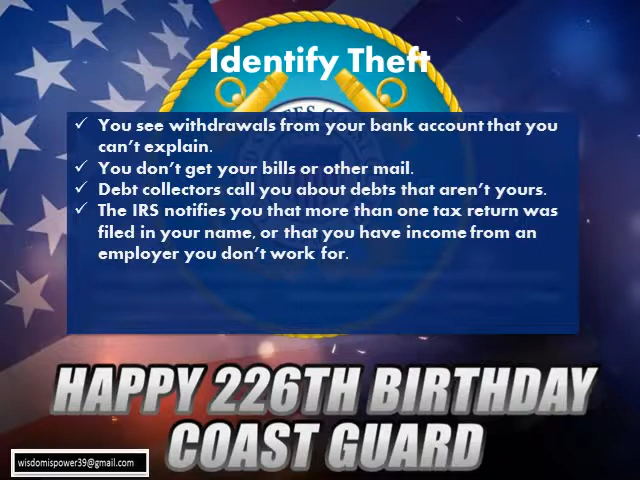 Identify Theft
✓ You see withdrawals from your bank account that you
can't explain.
✓ You don't get your bills or other mail.
✓ Debt collectors call you about debts that aren't yours.
✓ The IRS notifies you that more than one tax return was
filed in your name, or that you have income from an
employer you don't work for.
HAPPY 226TH BIRTHDAY
COAST GUARD
wisdomispower39@gmail.com